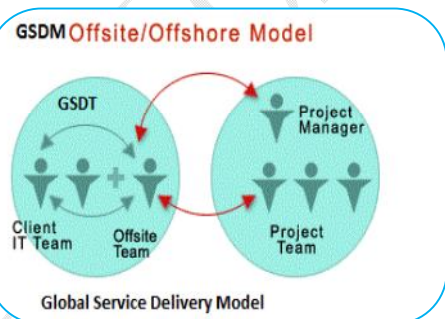 GSDM Offsite/Offshore Model
GSDT
Project
Manager
Client
IT Team
Offsite
Team
Project
Team
Global Service Delivery Model